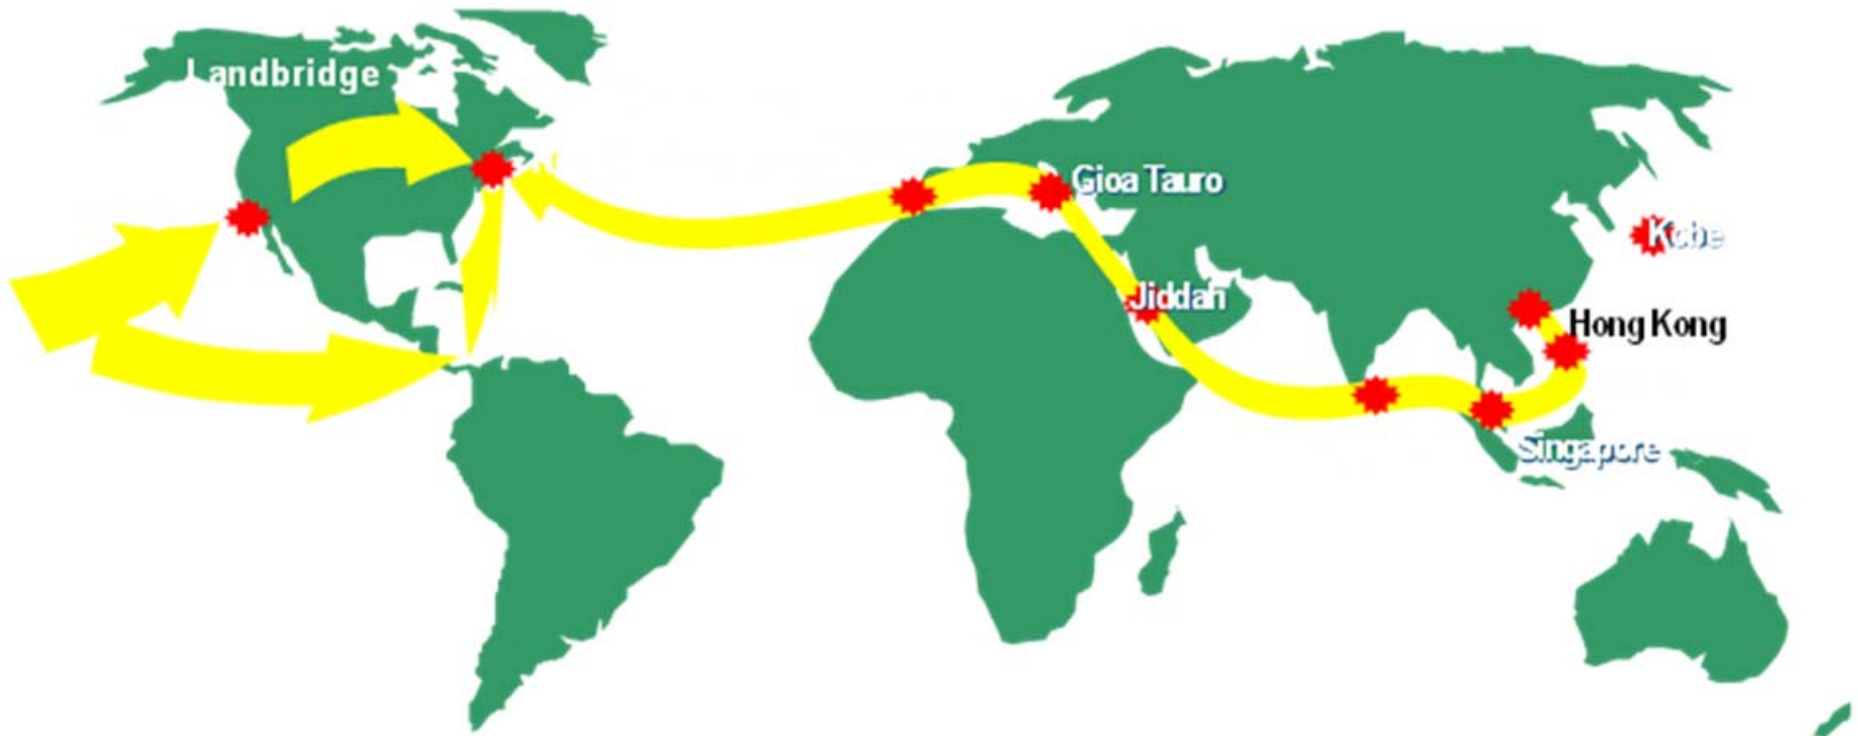 Landbridge
Gioa Tauro
Kobe
Jiddah
Hong Kong
Singapore